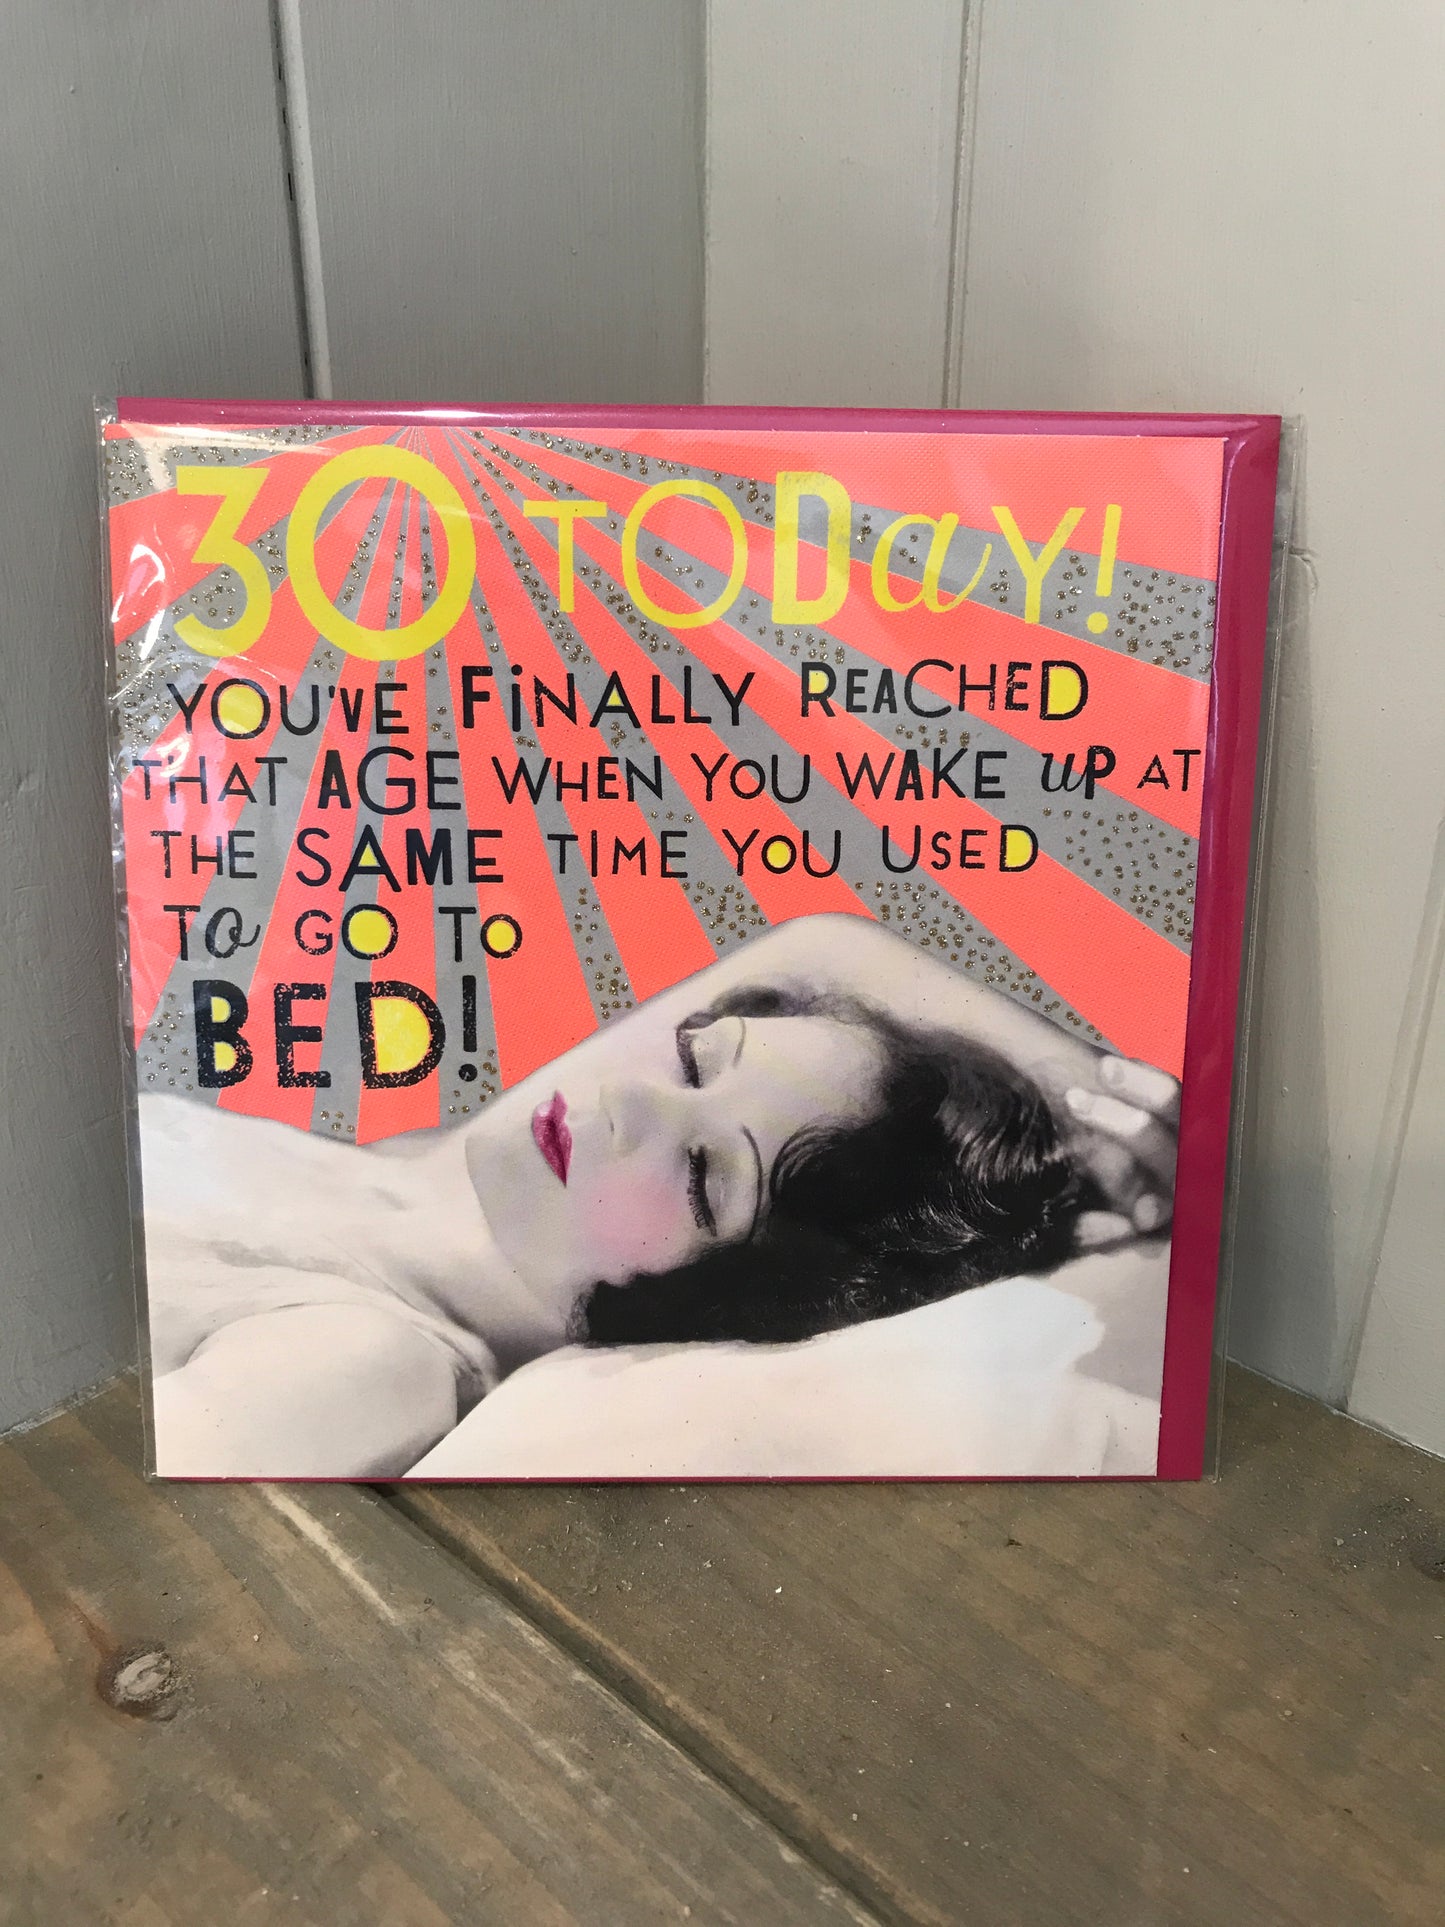 30 TODAY!
YOU'VE FINALLY REACHED
THAT AGE WHEN YOU WAKE UP AT
THE SAME TIME YOU USED
TO GO TO
BED!